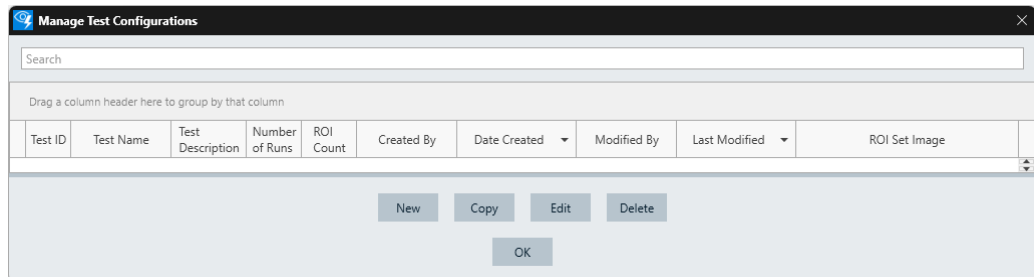 Manage Test Configurations
Search
Drag a column header here to group by that column
Test ID Test Name Test Description Number of Runs ROI Count Created By Date Created Modified By Last Modified ROI Set Image
New Copy Edit Delete
OK